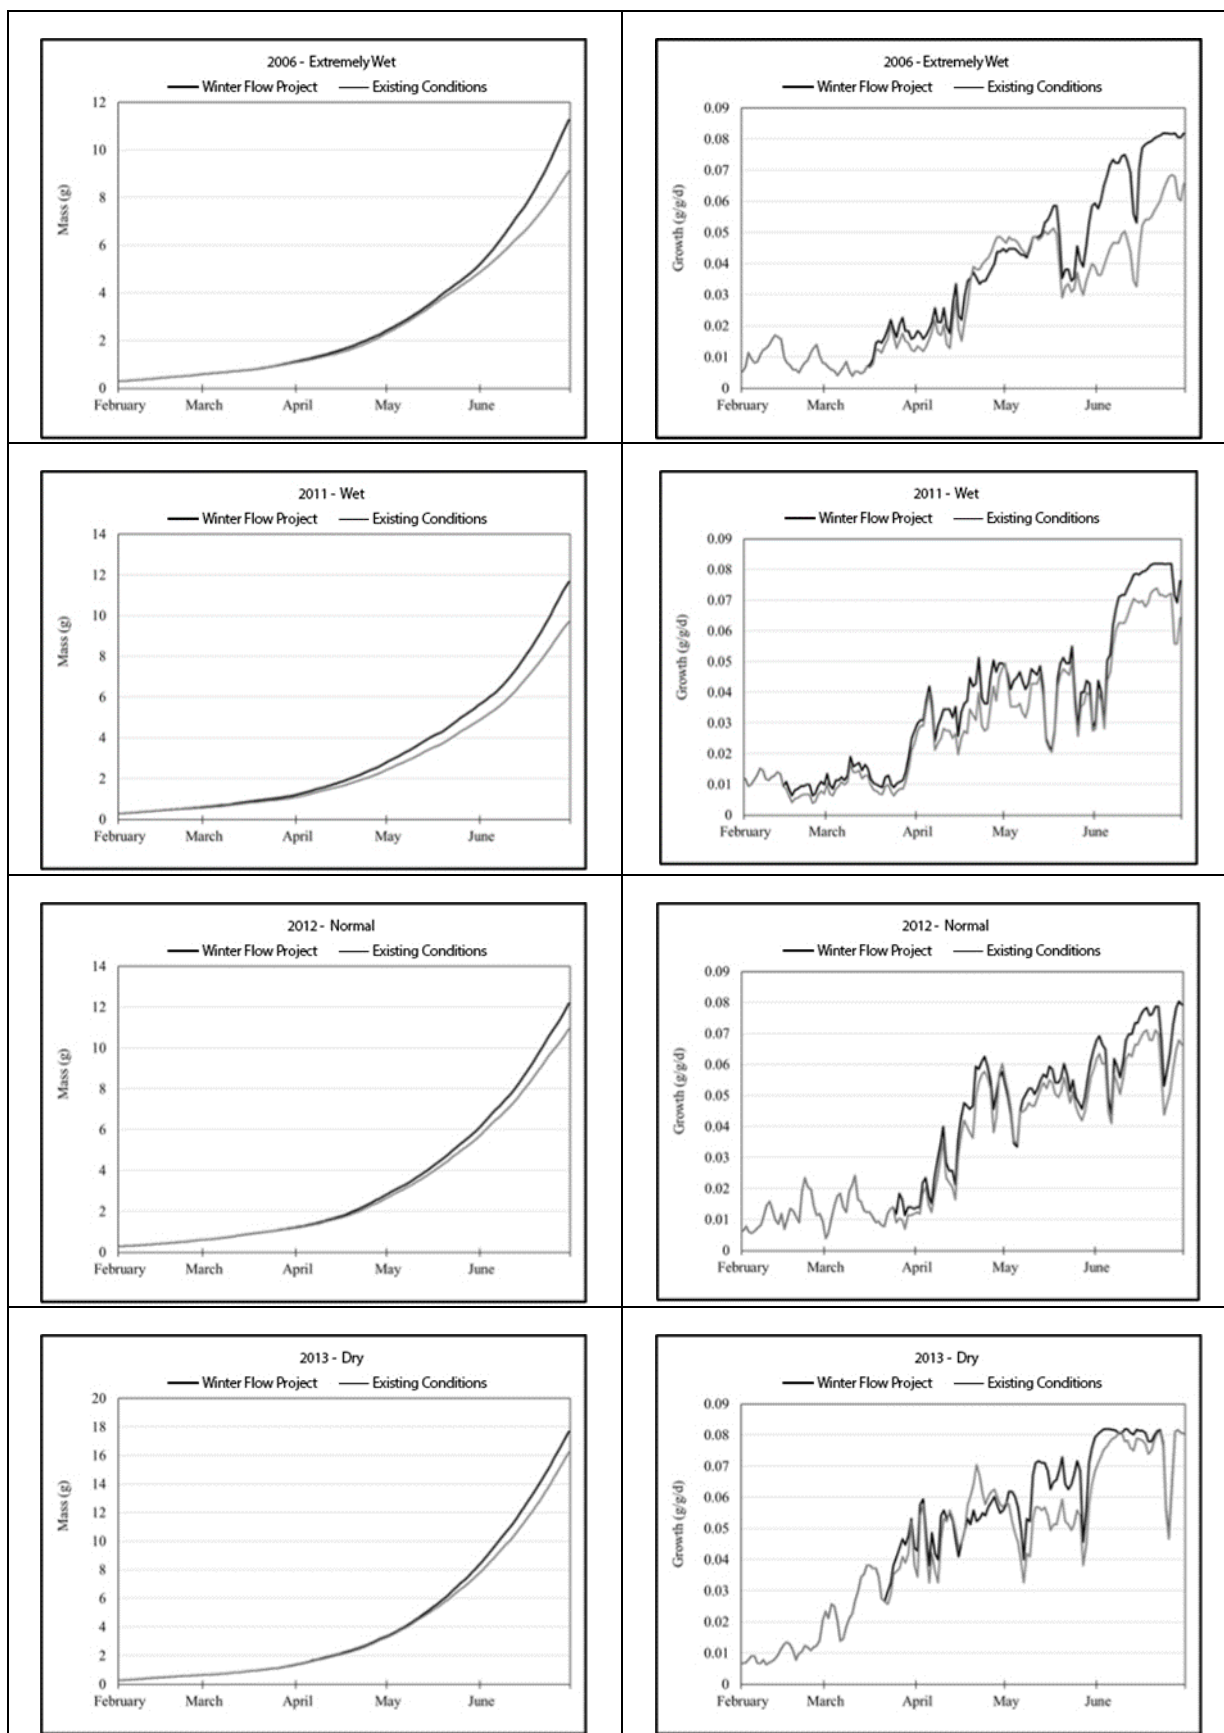 2006 - Extremely Wet
Winter Flow Project Existing Conditions
Mass (g)
12
10
8
6
4
2
0
February March April May June
2006 - Extremely Wet
Winter Flow Project Existing Conditions
Growth (g/g/d)
0.09
0.08
0.07
0.06
0.05
0.04
0.03
0.02
0.01
0
February March April May June
2011 - Wet
Winter Flow Project Existing Conditions
Mass (g)
14
12
10
8
6
4
2
0
February March April May June
2011 - Wet
Winter Flow Project Existing Conditions
Growth (g/g/d)
0.09
0.08
0.07
0.06
0.05
0.04
0.03
0.02
0.01
0
February March April May June
2012 - Normal
Winter Flow Project Existing Conditions
Mass (g)
14
12
10
8
6
4
2
0
February March April May June
2012 - Normal
Winter Flow Project Existing Conditions
Growth (g/g/d)
0.09
0.08
0.07
0.06
0.05
0.04
0.03
0.02
0.01
0
February March April May June
2013 - Dry
Winter Flow Project Existing Conditions
Mass (g)
20
18
16
14
12
10
8
6
4
2
0
February March April May June
2013 - Dry
Winter Flow Project Existing Conditions
Growth (g/g/d)
0.09
0.08
0.07
0.06
0.05
0.04
0.03
0.02
0.01
0
February March April May June